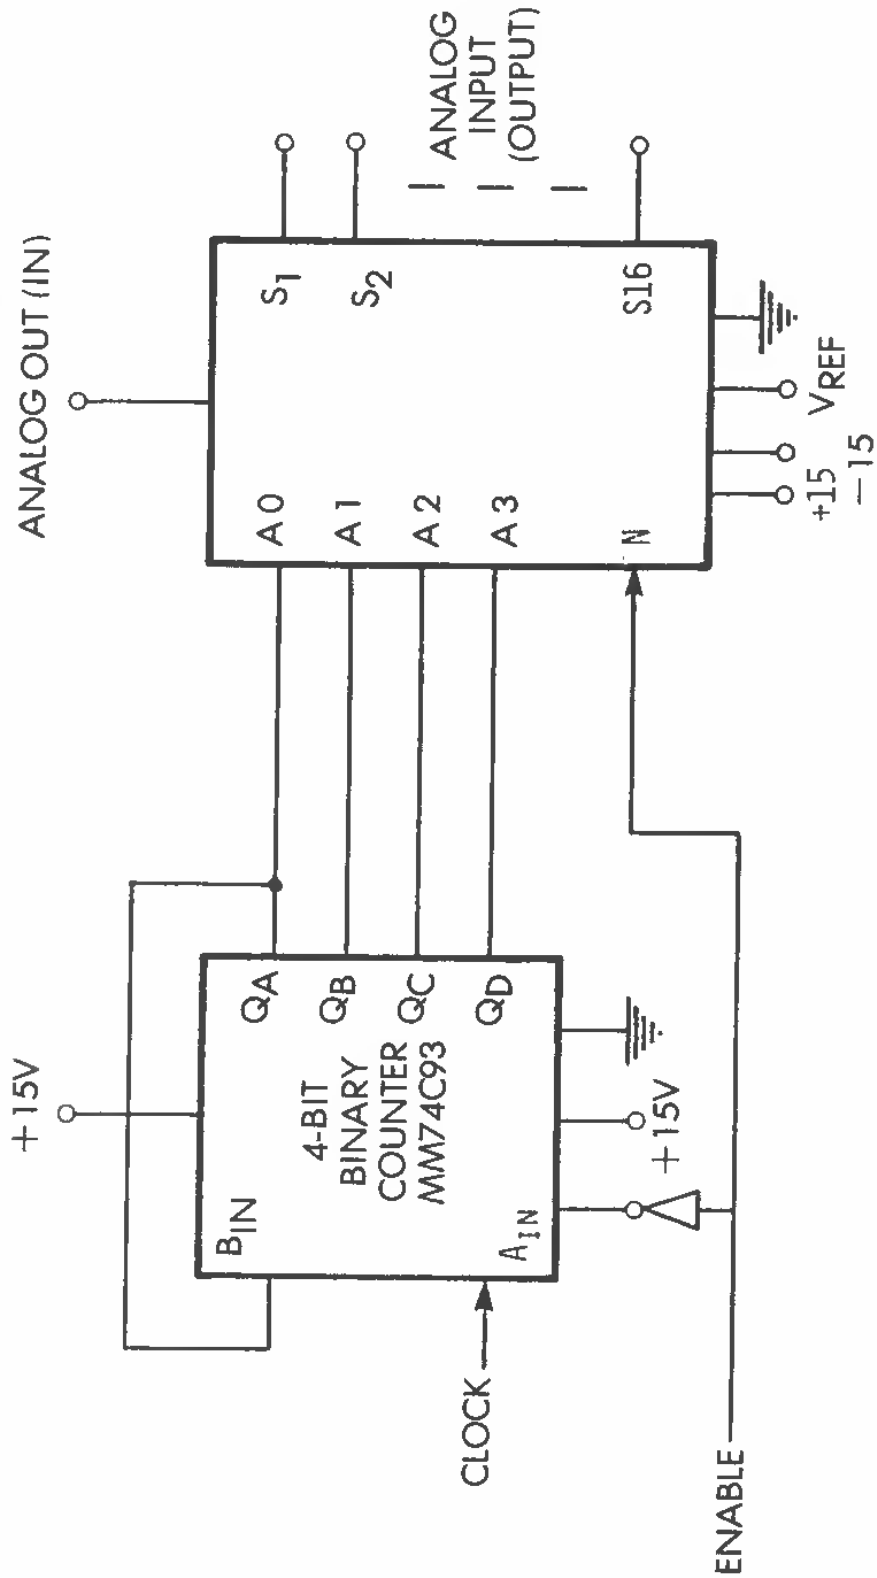 ANALOG OUT (IN)
+15V
BIN
QA
QB
QC
QD
4-BIT
BINARY
COUNTER
MM74C93
AIN
CLOCK
+15V
ENABLE
A0
A1
A2
A3
N
S1
S2
S16
ANALOG
INPUT
(OUTPUT)
+15
−15
VREF